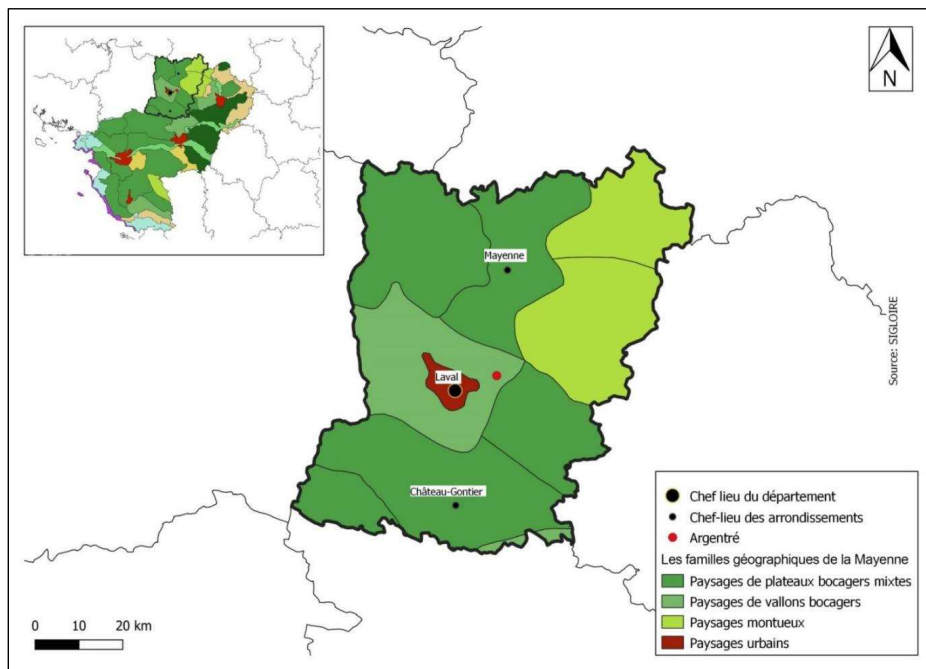 N
Mayenne
Laval
Château-Gontier
Source: SIGLOIRE
Chef lieu du département
Chef-lieu des arrondissements
Argentré
Les familles géographiques de la Mayenne
Paysages de plateaux bocagers mixtes
Paysages de vallons bocagers
Paysages montueux
Paysages urbains
0 10 20 km